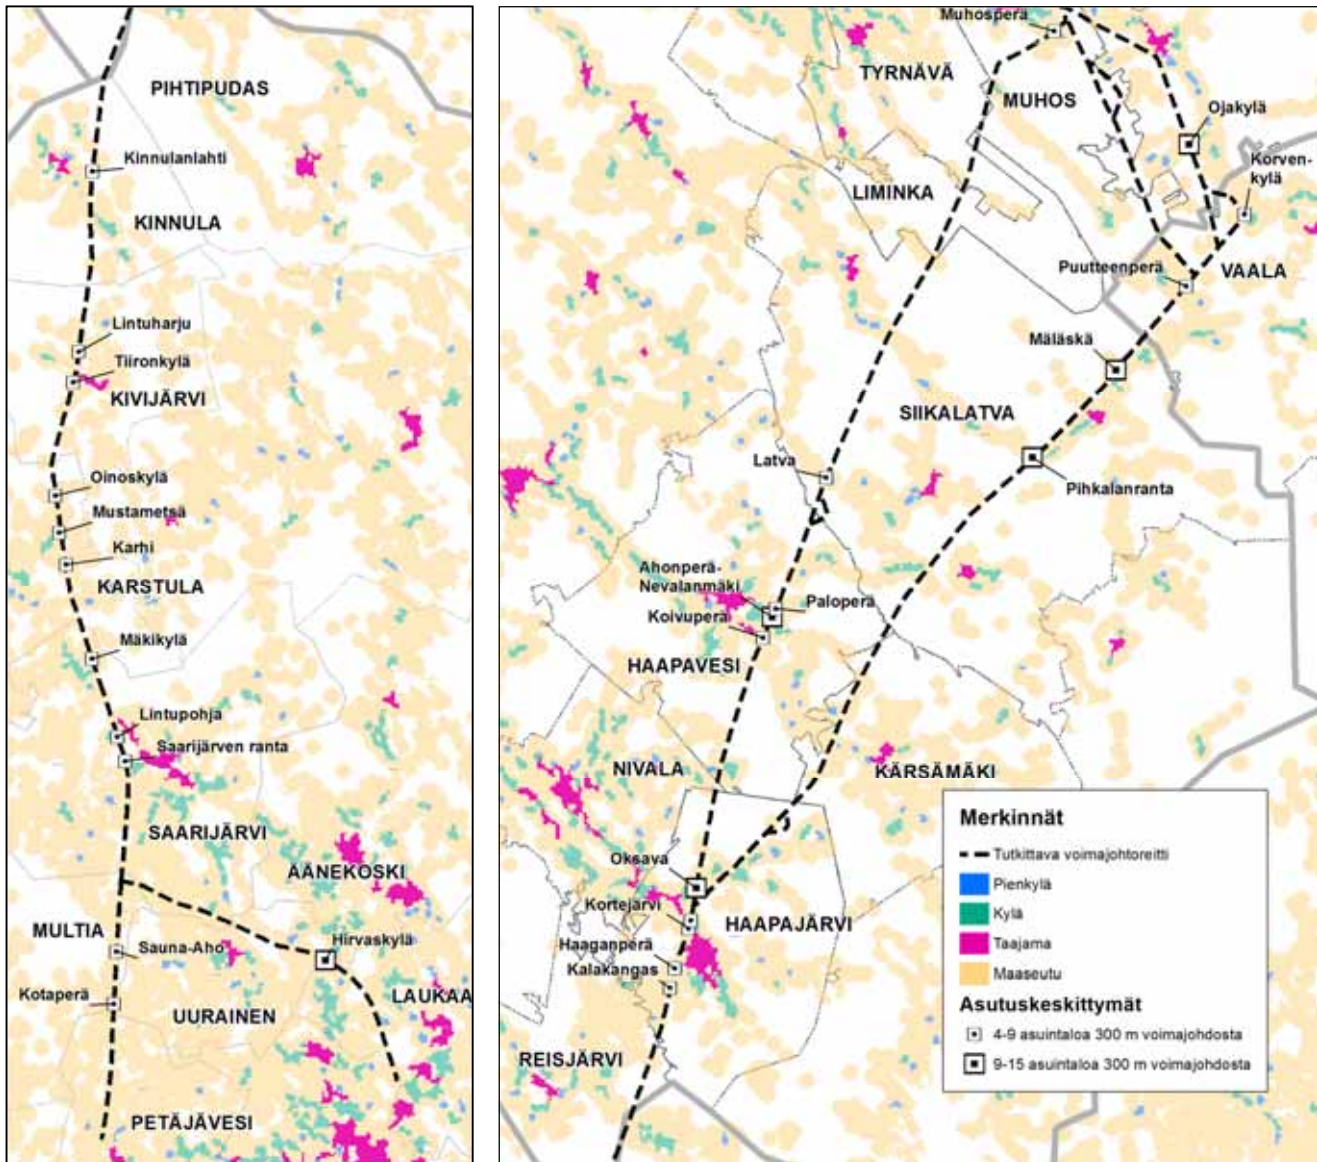 PIHTIPUDAS
Kinnulanlahti
KINNULA
Lintuharju
Tiironkylä
KIVIJÄRVI
Oinoskylä
Mustametsä
Karhi
KARSTULA
Mäkikylä
Lintupohja
Saarijärven ranta
SAARIJÄRVI
ÄÄNEKOSKI
MULTIA
Sauna-Aho
Hirvaskylä
Kotaperä
LAUKAA
UURAINEN
PETÄJÄVESI
Muhosperä
TYRNÄVÄ
MUHOS
Ojakylä
Korven-
kylä
LIMINKA
Puutteenperä
VAALA
Mäläskä
SIIKALATVA
Latva
Pihkalanranta
Ahonperä-
Nevalanmäki
Paloperä
Koivuperä
HAAPAVESI
NIVALA
KÄRSÄMÄKI
Oksava
Kortejärvi
HAAPAJÄRVI
Haaganperä
Kalakangas
REISJÄRVI
Merkinnät
Tutkittava voimajohtoreitti
Pienkylä
Kylä
Taajama
Maaseutu
Asutuskeskittymät
4-9 asuintaloa 300 m voimajohdosta
9-15 asuintaloa 300 m voimajohdosta